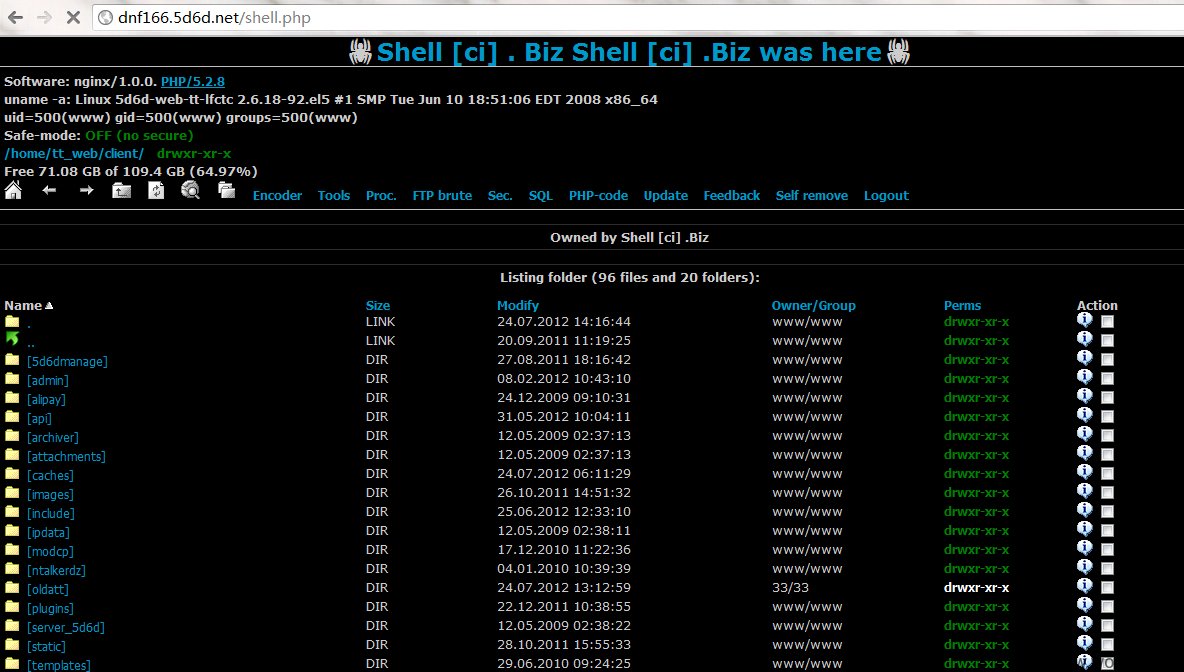 dnf166.5d6d.net/shell.php
Shell [ci] . Biz Shell [ci] .Biz was here
Software: nginx/1.0.0. PHP/5.2.8
uname -a: Linux 5d6d-web-tt-lfctc 2.6.18-92.el5 #1 SMP Tue Jun 10 18:51:06 EDT 2008 x86_64
uid=500(www) gid=500(www) groups=500(www)
Safe-mode: OFF (no secure)
/home/tt_web/client/ drwxr-xr-x
Free 71.08 GB of 109.4 GB (64.97%)
Encoder Tools Proc. FTP brute Sec. SQL PHP-code Update Feedback Self remove Logout
Owned by Shell [ci] .Biz
Listing folder (96 files and 20 folders):
Name Size Modify Owner/Group Perms Action
. LINK 24.07.2012 14:16:44 www/www drwxr-xr-x
.. LINK 20.09.2011 11:19:25 www/www drwxr-xr-x
[5d6dmanage] DIR 27.08.2011 18:16:42 www/www drwxr-xr-x
[admin] DIR 08.02.2012 10:43:10 www/www drwxr-xr-x
[alipay] DIR 24.12.2009 09:10:31 www/www drwxr-xr-x
[api] DIR 31.05.2012 10:04:11 www/www drwxr-xr-x
[archiver] DIR 12.05.2009 02:37:13 www/www drwxr-xr-x
[attachments] DIR 12.05.2009 02:37:13 www/www drwxr-xr-x
[caches] DIR 24.07.2012 06:11:29 www/www drwxr-xr-x
[images] DIR 26.10.2011 14:51:32 www/www drwxr-xr-x
[include] DIR 25.06.2012 12:33:10 www/www drwxr-xr-x
[ipdata] DIR 12.05.2009 02:38:11 www/www drwxr-xr-x
[modcp] DIR 17.12.2010 11:22:36 www/www drwxr-xr-x
[ntalkerdz] DIR 04.01.2010 10:39:39 www/www drwxr-xr-x
[oldatt] DIR 24.07.2012 13:12:59 33/33 drwxr-xr-x
[plugins] DIR 22.12.2011 10:38:55 www/www drwxr-xr-x
[server_5d6d] DIR 12.05.2009 02:38:22 www/www drwxr-xr-x
[static] DIR 28.10.2011 15:55:33 www/www drwxr-xr-x
[templates] DIR 29.06.2010 09:24:25 www/www drwxr-xr-x